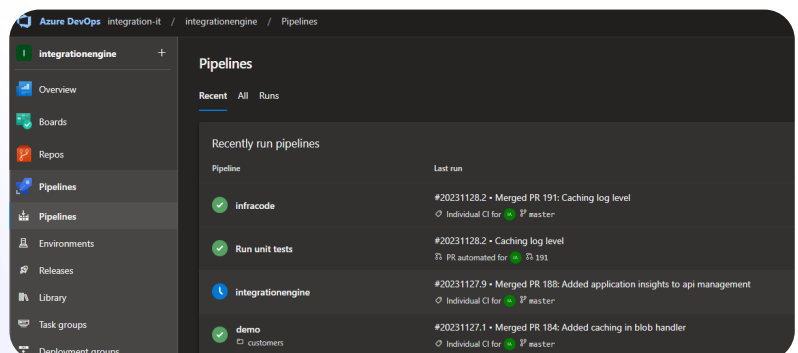 Azure DevOps integration-it / integrationengine / Pipelines
I integrationengine +
Overview
Boards
Repos
Pipelines
Pipelines
Environments
Releases
Library
Task groups
Deployment groups
Pipelines
Recent All Runs
Recently run pipelines
Pipeline Last run
infracode
#20231128.2 • Merged PR 191: Caching log level
Individual CI for master
Run unit tests
#20231128.2 • Caching log level
PR automated for 191
integrationengine
#20231127.9 • Merged PR 188: Added application insights to api management
Individual CI for master
demo
customers
#20231127.1 • Merged PR 184: Added caching in blob handler
Individual CI for master